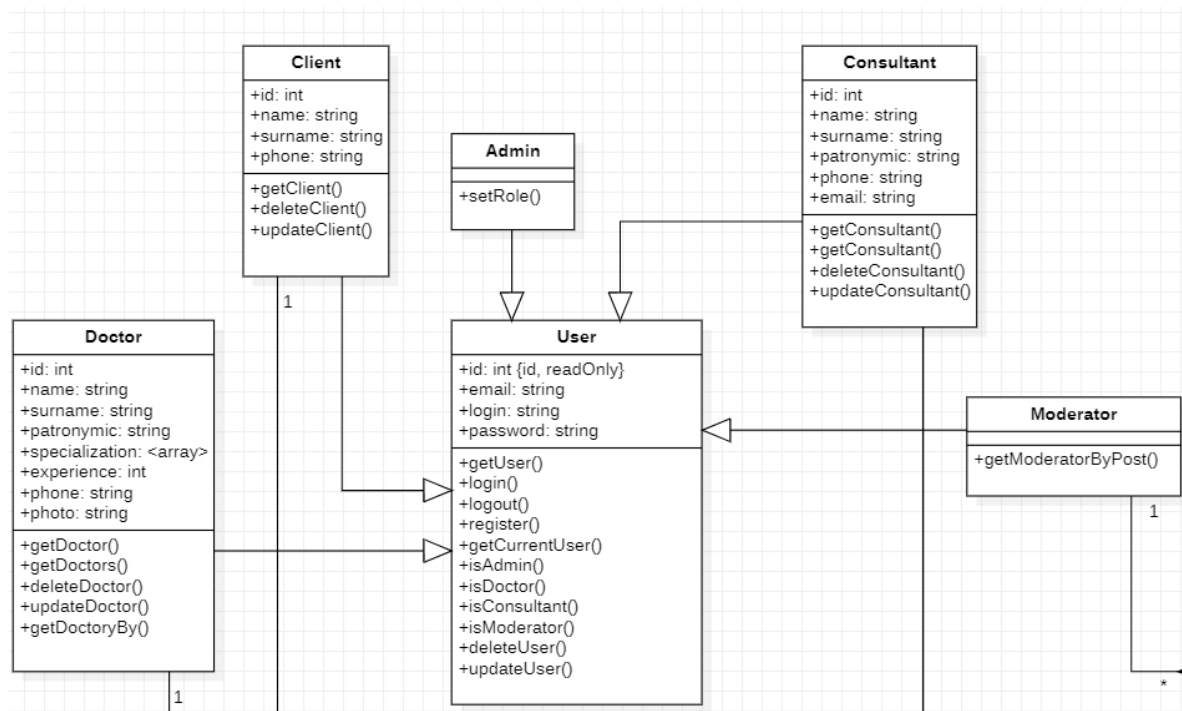 Client
+id: int
+name: string
+surname: string
+phone: string
+getClient()
+deleteClient()
+updateClient()
1
Admin
+setRole()
Consultant
+id: int
+name: string
+surname: string
+patronymic: string
+phone: string
+email: string
+getConsultant()
+getConsultant()
+deleteConsultant()
+updateConsultant()
Doctor
+id: int
+name: string
+surname: string
+patronymic: string
+specialization: <array>
+experience: int
+phone: string
+photo: string
+getDoctor()
+getDoctors()
+deleteDoctor()
+updateDoctor()
+getDoctoryBy()
1
User
+id: int {id, readOnly}
+email: string
+login: string
+password: string
+getUser()
+login()
+logout()
+register()
+getCurrentUser()
+isAdmin()
+isDoctor()
+isConsultant()
+isModerator()
+deleteUser()
+updateUser()
Moderator
+getModeratorByPost()
1
*